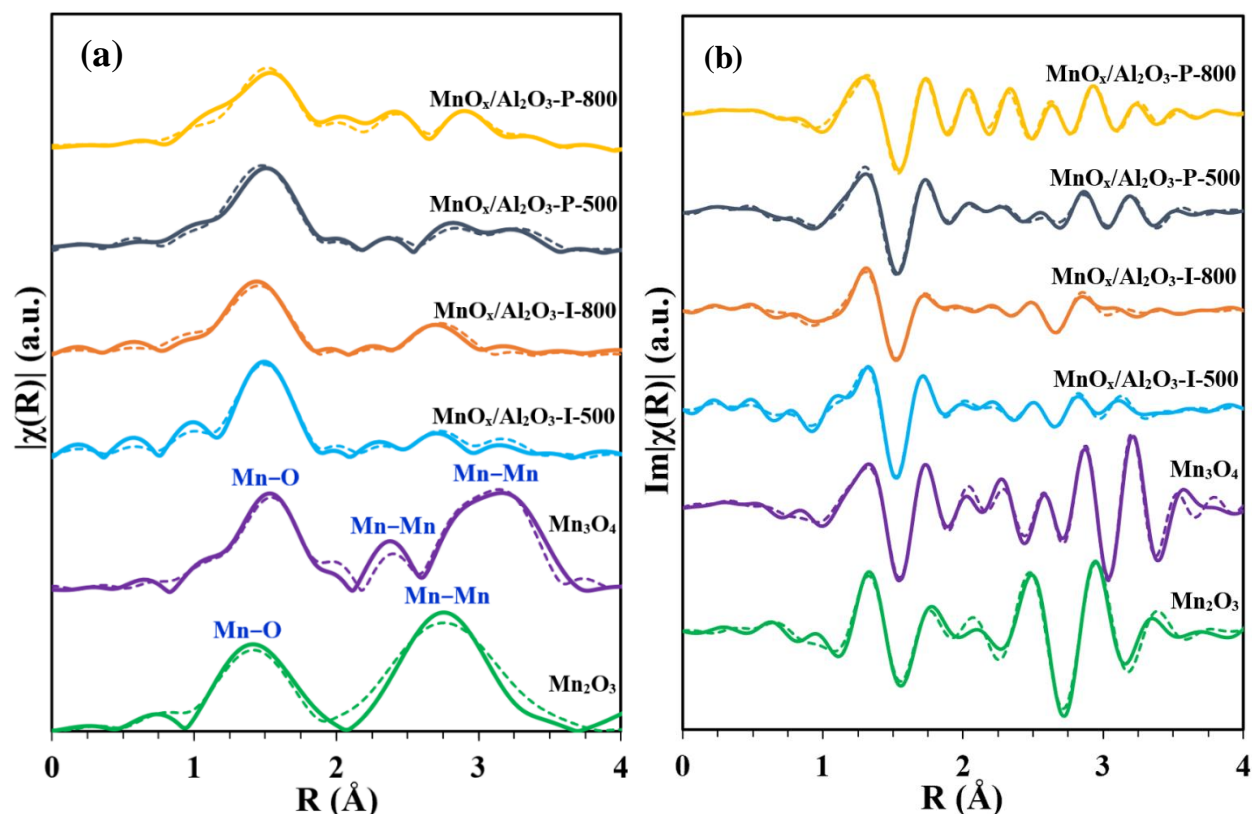 (a)
MnOₓ/Al₂O₃-P-800
MnOₓ/Al₂O₃-P-500
MnOₓ/Al₂O₃-I-800
MnOₓ/Al₂O₃-I-500
Mn–O
Mn–Mn
Mn–Mn
Mn₃O₄
Mn–Mn
Mn–O
Mn₂O₃
|χ(R)| (a.u.)
0 1 2 3 4
R (Å)
(b)
MnOₓ/Al₂O₃-P-800
MnOₓ/Al₂O₃-P-500
MnOₓ/Al₂O₃-I-800
MnOₓ/Al₂O₃-I-500
Mn₃O₄
Mn₂O₃
Im|χ(R)| (a.u.)
0 1 2 3 4
R (Å)